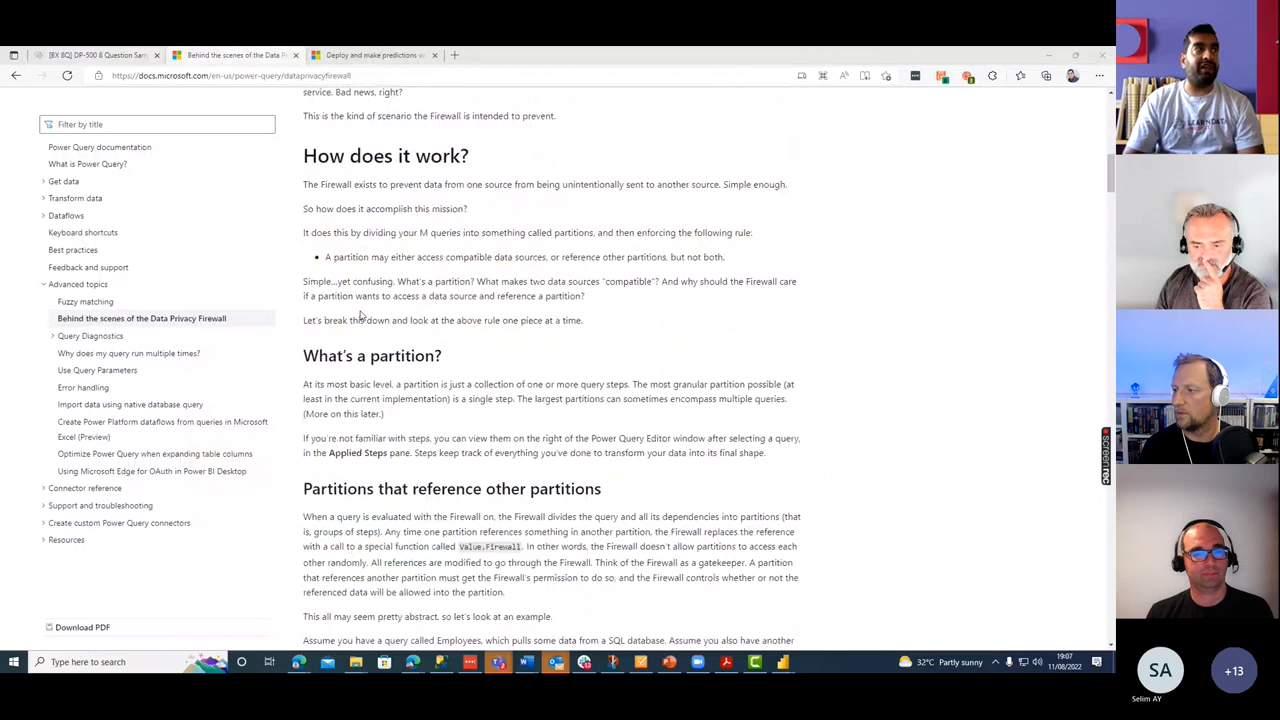 [BX 8Q] DP-500 8 Question Sam
Behind the scenes of the Data Pr
Deploy and make predictions w
https://docs.microsoft.com/en-us/power-query/dataprivacyfirewall
Filter by title
Power Query documentation
What is Power Query?
Get data
Transform data
Dataflows
Keyboard shortcuts
Best practices
Feedback and support
Advanced topics
Fuzzy matching
Behind the scenes of the Data Privacy Firewall
Query Diagnostics
Why does my query run multiple times?
Use Query Parameters
Error handling
Import data using native database query
Create Power Platform dataflows from queries in Microsoft
Excel (Preview)
Optimize Power Query when expanding table columns
Using Microsoft Edge for OAuth in Power BI Desktop
Connector reference
Support and troubleshooting
Create custom Power Query connectors
Resources
Download PDF
service. Bad news, right?
This is the kind of scenario the Firewall is intended to prevent.
How does it work?
The Firewall exists to prevent data from one source from being unintentionally sent to another source. Simple enough.
So how does it accomplish this mission?
It does this by dividing your M queries into something called partitions, and then enforcing the following rule:
• A partition may either access compatible data sources, or reference other partitions, but not both.
Simple...yet confusing. What's a partition? What makes two data sources "compatible"? And why should the Firewall care
if a partition wants to access a data source and reference a partition?
Let's break this down and look at the above rule one piece at a time.
What's a partition?
At its most basic level, a partition is just a collection of one or more query steps. The most granular partition possible (at
least in the current implementation) is a single step. The largest partitions can sometimes encompass multiple queries.
(More on this later.)
If you're not familiar with steps, you can view them on the right of the Power Query Editor window after selecting a query,
in the Applied Steps pane. Steps keep track of everything you've done to transform your data into its final shape.
Partitions that reference other partitions
When a query is evaluated with the Firewall on, the Firewall divides the query and all its dependencies into partitions (that
is, groups of steps). Any time one partition references something in another partition, the Firewall replaces the reference
with a call to a special function called Value.Firewall. In other words, the Firewall doesn't allow partitions to access each
other randomly. All references are modified to go through the Firewall. Think of the Firewall as a gatekeeper. A partition
that references another partition must get the Firewall's permission to do so, and the Firewall controls whether or not the
referenced data will be allowed into the partition.
This all may seem pretty abstract, so let's look at an example.
Assume you have a query called Employees, which pulls some data from a SQL database. Assume you also have another
screenrec
Type here to search
32°C Partly sunny
19:07
11/08/2022
LEARN DATA
SA
Selim AY
+13